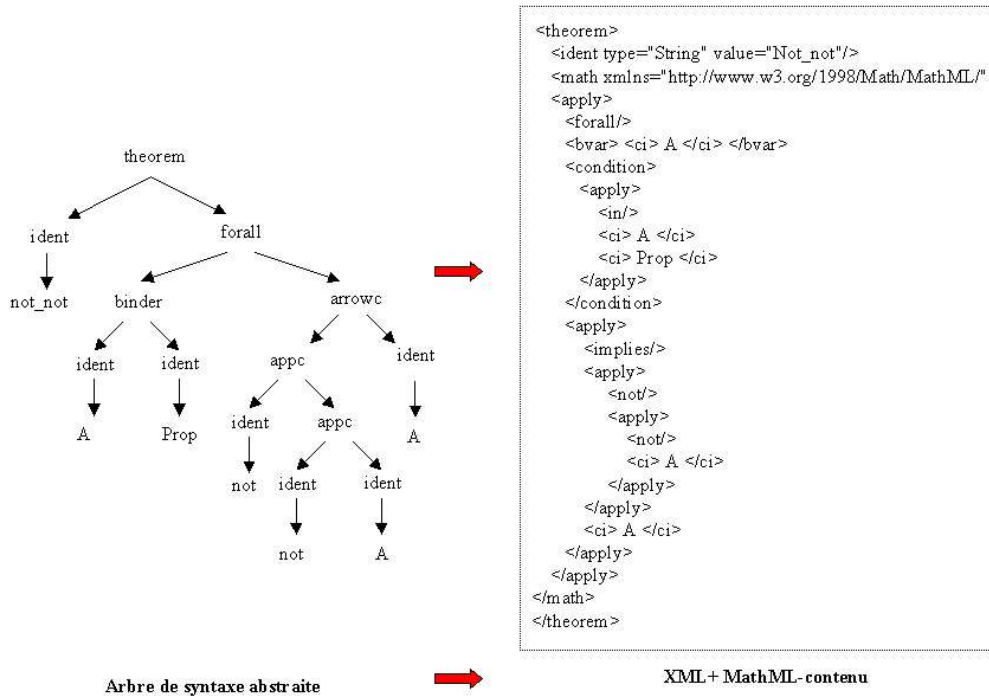 theorem
ident forall
not_not binder arrowc
ident ident appc ident
A Prop ident appc A
not ident ident
not A
<theorem>
<ident type="String" value="Not_not"/>
<math xmlns="http://www.w3.org/1998/Math/MathML/"
<apply>
<forall/>
<bvar> <ci> A </ci> </bvar>
<condition>
<apply>
<in/>
<ci> A </ci>
<ci> Prop </ci>
</apply>
</condition>
<apply>
<implies/>
<apply>
<not/>
<apply>
<not/>
<ci> A </ci>
</apply>
</apply>
<ci> A </ci>
</apply>
</apply>
</math>
</theorem>
Arbre de syntaxe abstraite
XML+ MathML-contenu